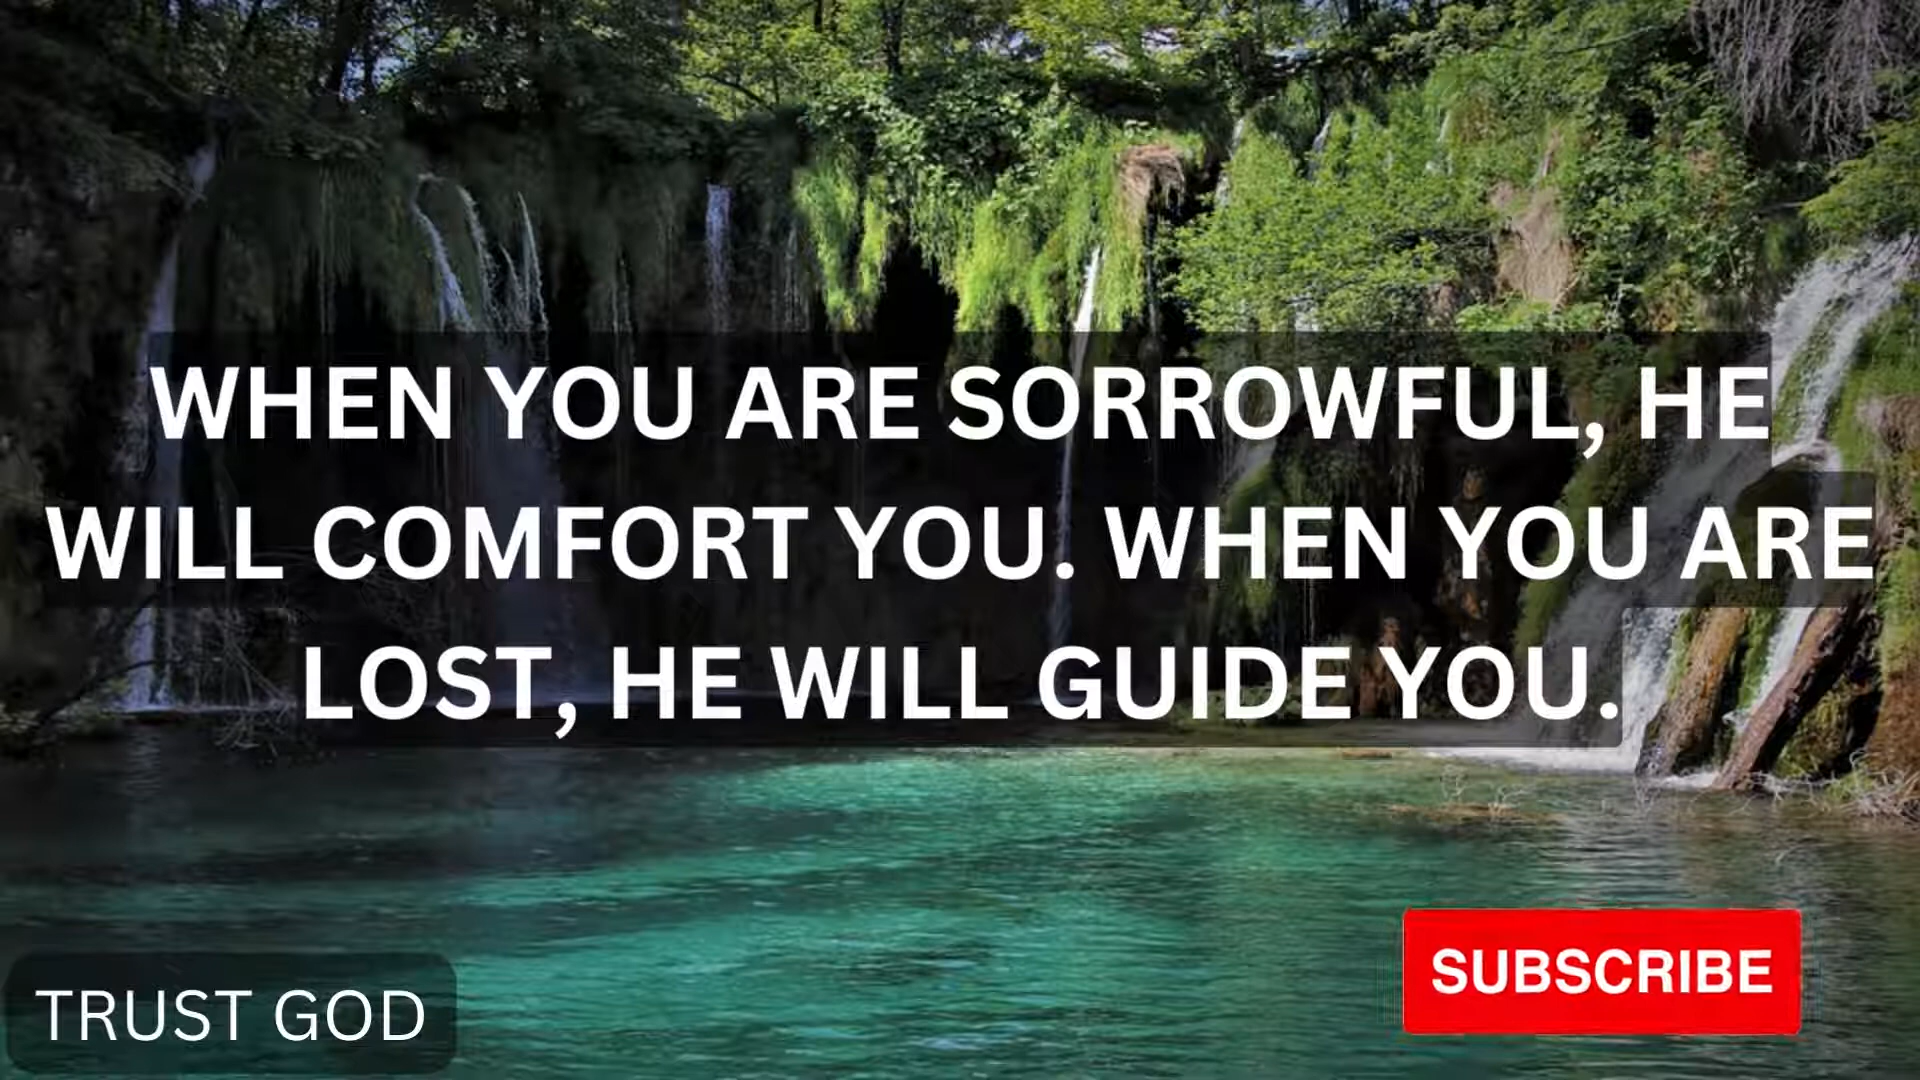 WHEN YOU ARE SORROWFUL, HE
WILL COMFORT YOU. WHEN YOU ARE
LOST, HE WILL GUIDE YOU.
TRUST GOD
SUBSCRIBE